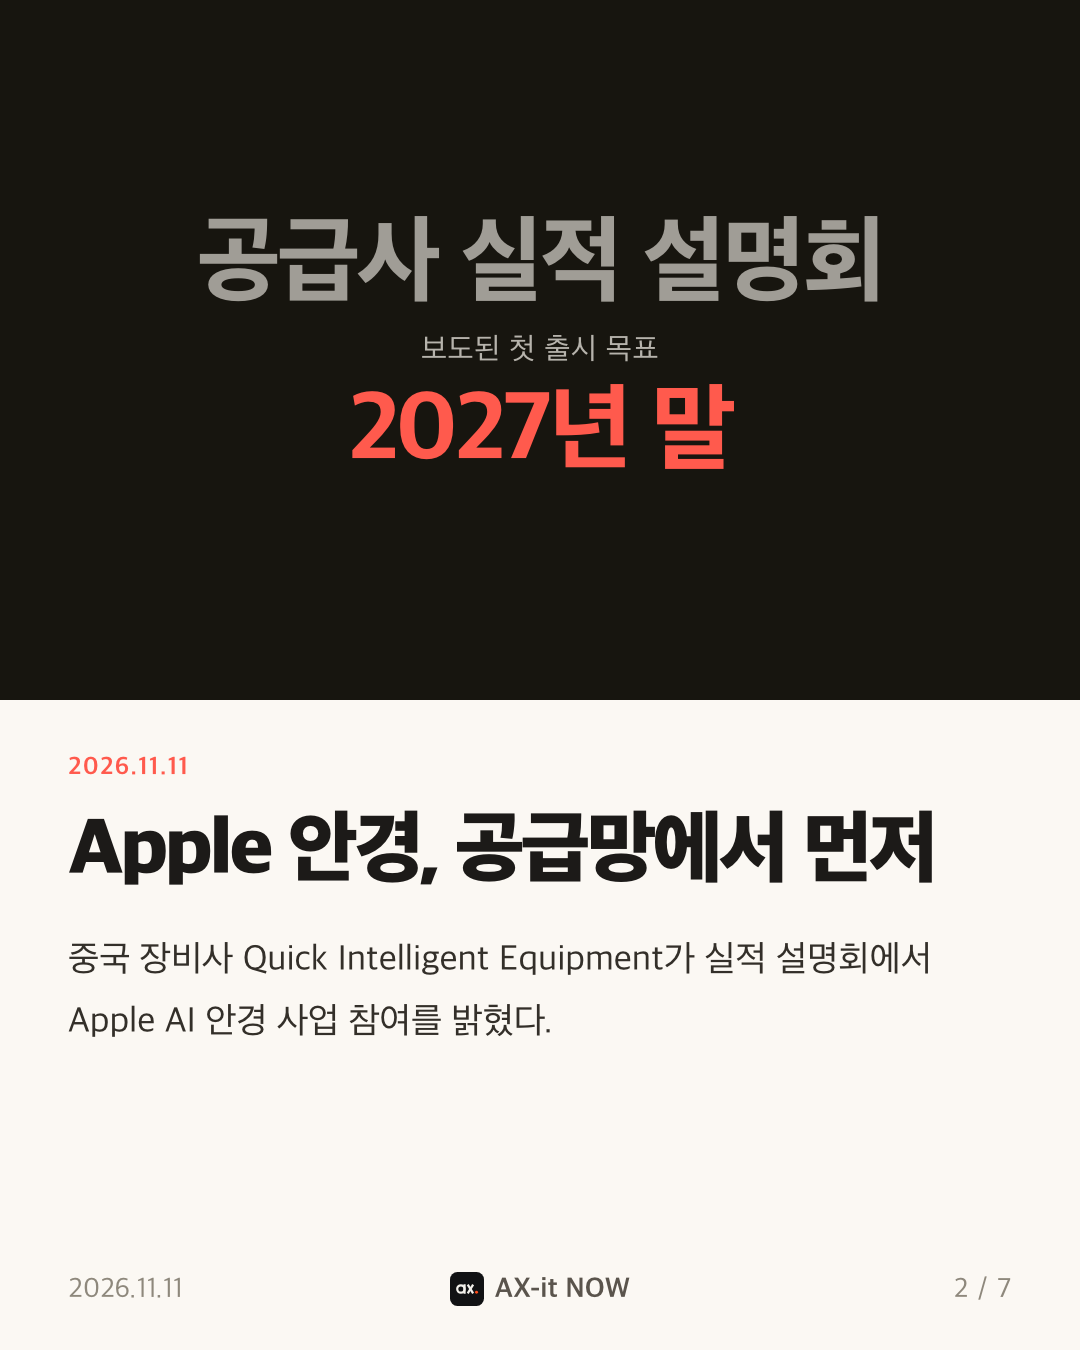 공급사 실적 설명회
보도된 첫 출시 목표
2027년 말
2026.11.11
Apple 안경, 공급망에서 먼저
중국 장비사 Quick Intelligent Equipment가 실적 설명회에서
Apple AI 안경 사업 참여를 밝혔다.
2026.11.11
ax.
AX-it NOW
2 / 7